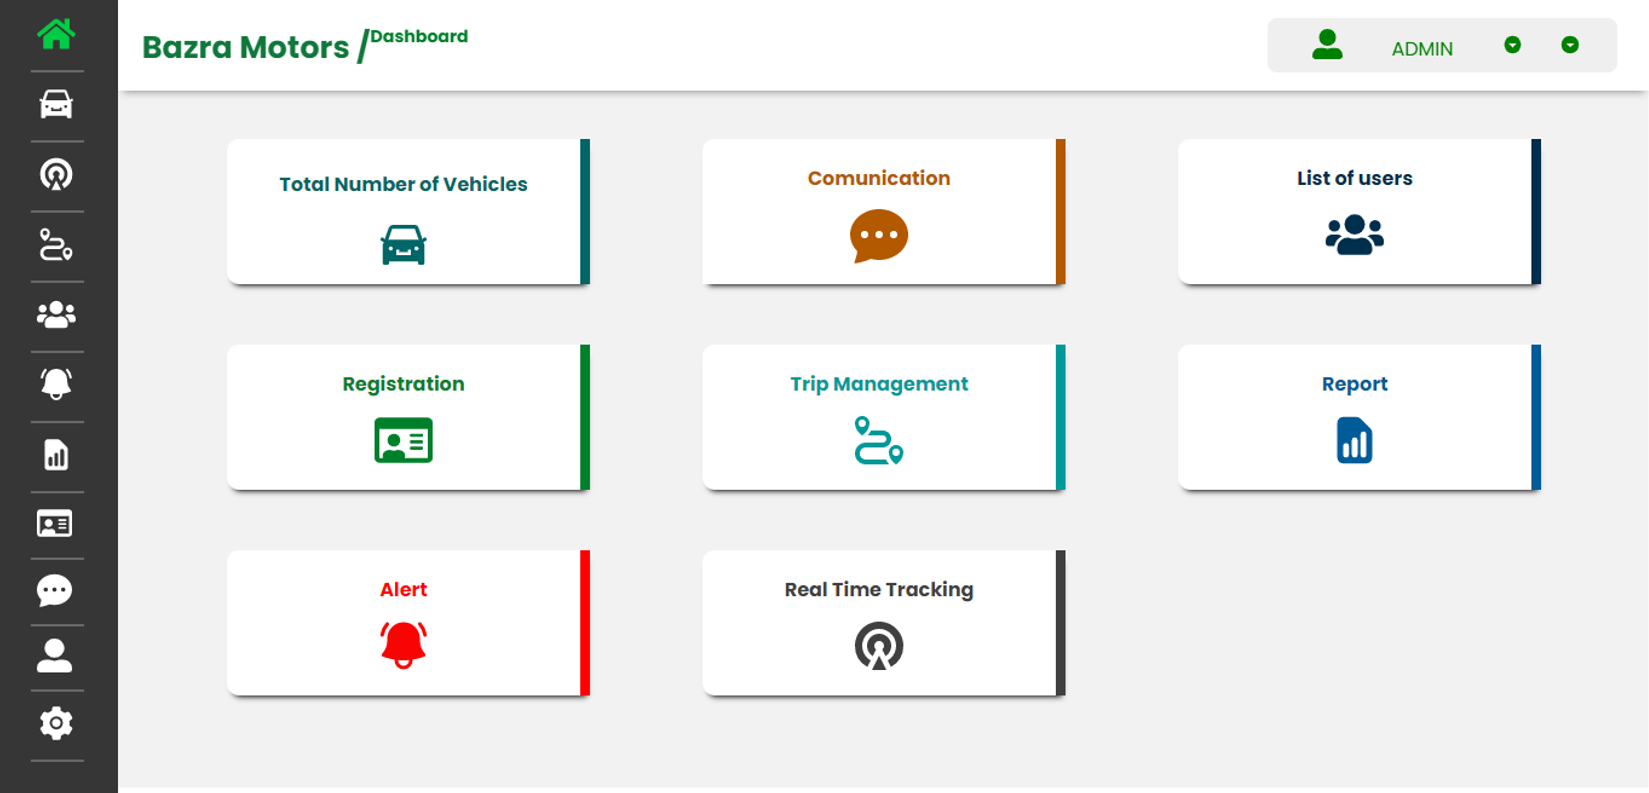 Bazra Motors /Dashboard
ADMIN
Total Number of Vehicles
Comunication
List of users
Registration
Trip Management
Report
Alert
Real Time Tracking